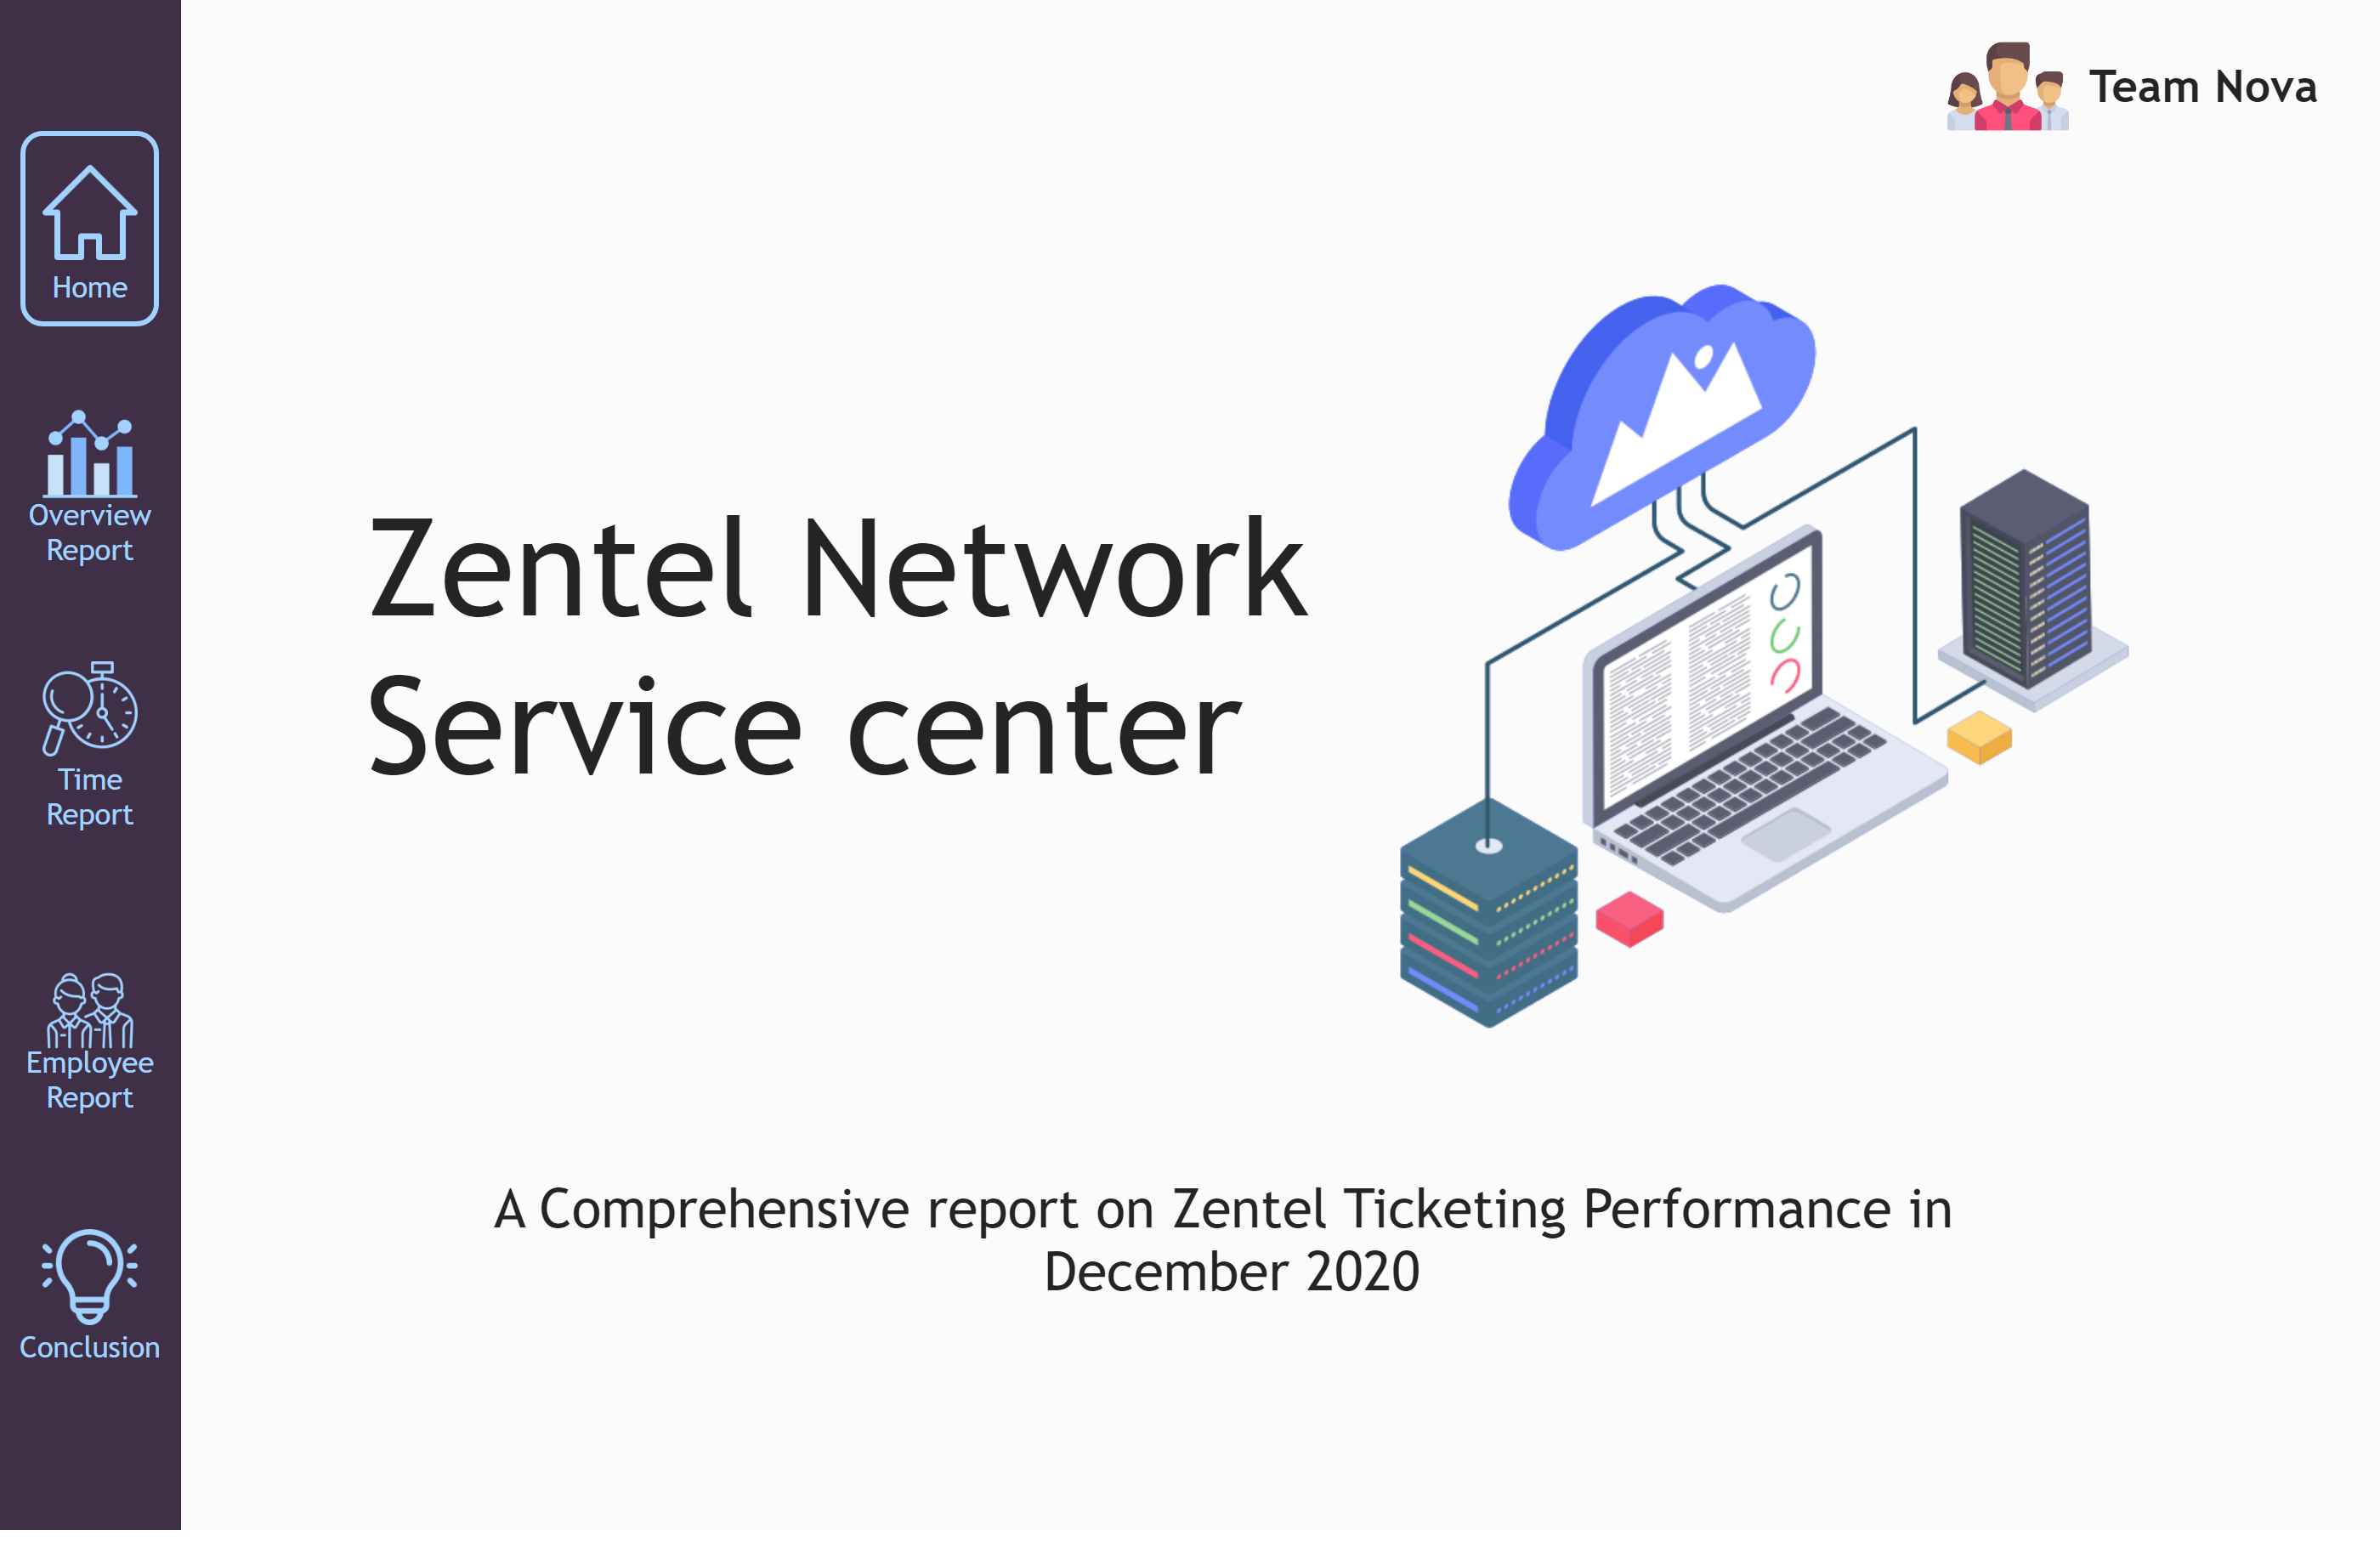 Team Nova
Home
Overview
Report
Time
Report
Employee
Report
Conclusion
Zentel Network
Service center
A Comprehensive report on Zentel Ticketing Performance in
December 2020